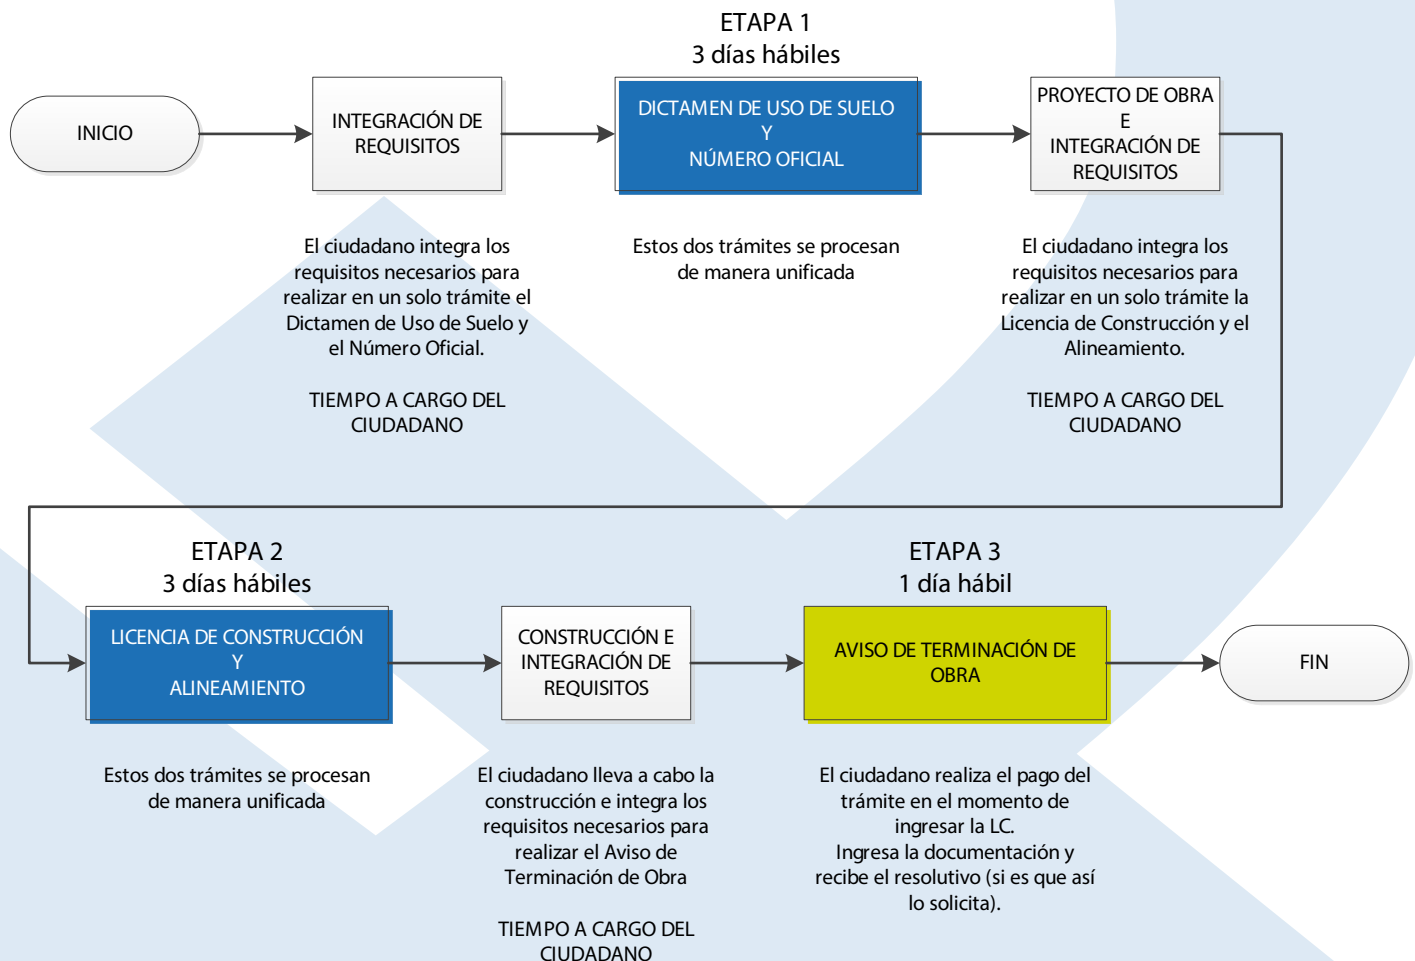 ETAPA 1
3 días hábiles
INICIO
INTEGRACIÓN DE
REQUISITOS
DICTAMEN DE USO DE SUELO
Y
NÚMERO OFICIAL
PROYECTO DE OBRA
E
INTEGRACIÓN DE
REQUISITOS
El ciudadano integra los
requisitos necesarios para
realizar en un solo trámite el
Dictamen de Uso de Suelo y
el Número Oficial.
TIEMPO A CARGO DEL
CIUDADANO
Estos dos trámites se procesan
de manera unificada
El ciudadano integra los
requisitos necesarios para
realizar en un solo trámite la
Licencia de Construcción y el
Alineamiento.
TIEMPO A CARGO DEL
CIUDADANO
ETAPA 2
3 días hábiles
LICENCIA DE CONSTRUCCIÓN
Y
ALINEAMIENTO
CONSTRUCCIÓN E
INTEGRACIÓN DE
REQUISITOS
ETAPA 3
1 día hábil
AVISO DE TERMINACIÓN DE
OBRA
FIN
Estos dos trámites se procesan
de manera unificada
El ciudadano lleva a cabo la
construcción e integra los
requisitos necesarios para
realizar el Aviso de
Terminación de Obra
TIEMPO A CARGO DEL
CIUDADANO
El ciudadano realiza el pago del
trámite en el momento de
ingresar la LC.
Ingresa la documentación y
recibe el resolutivo (si es que así
lo solicita).